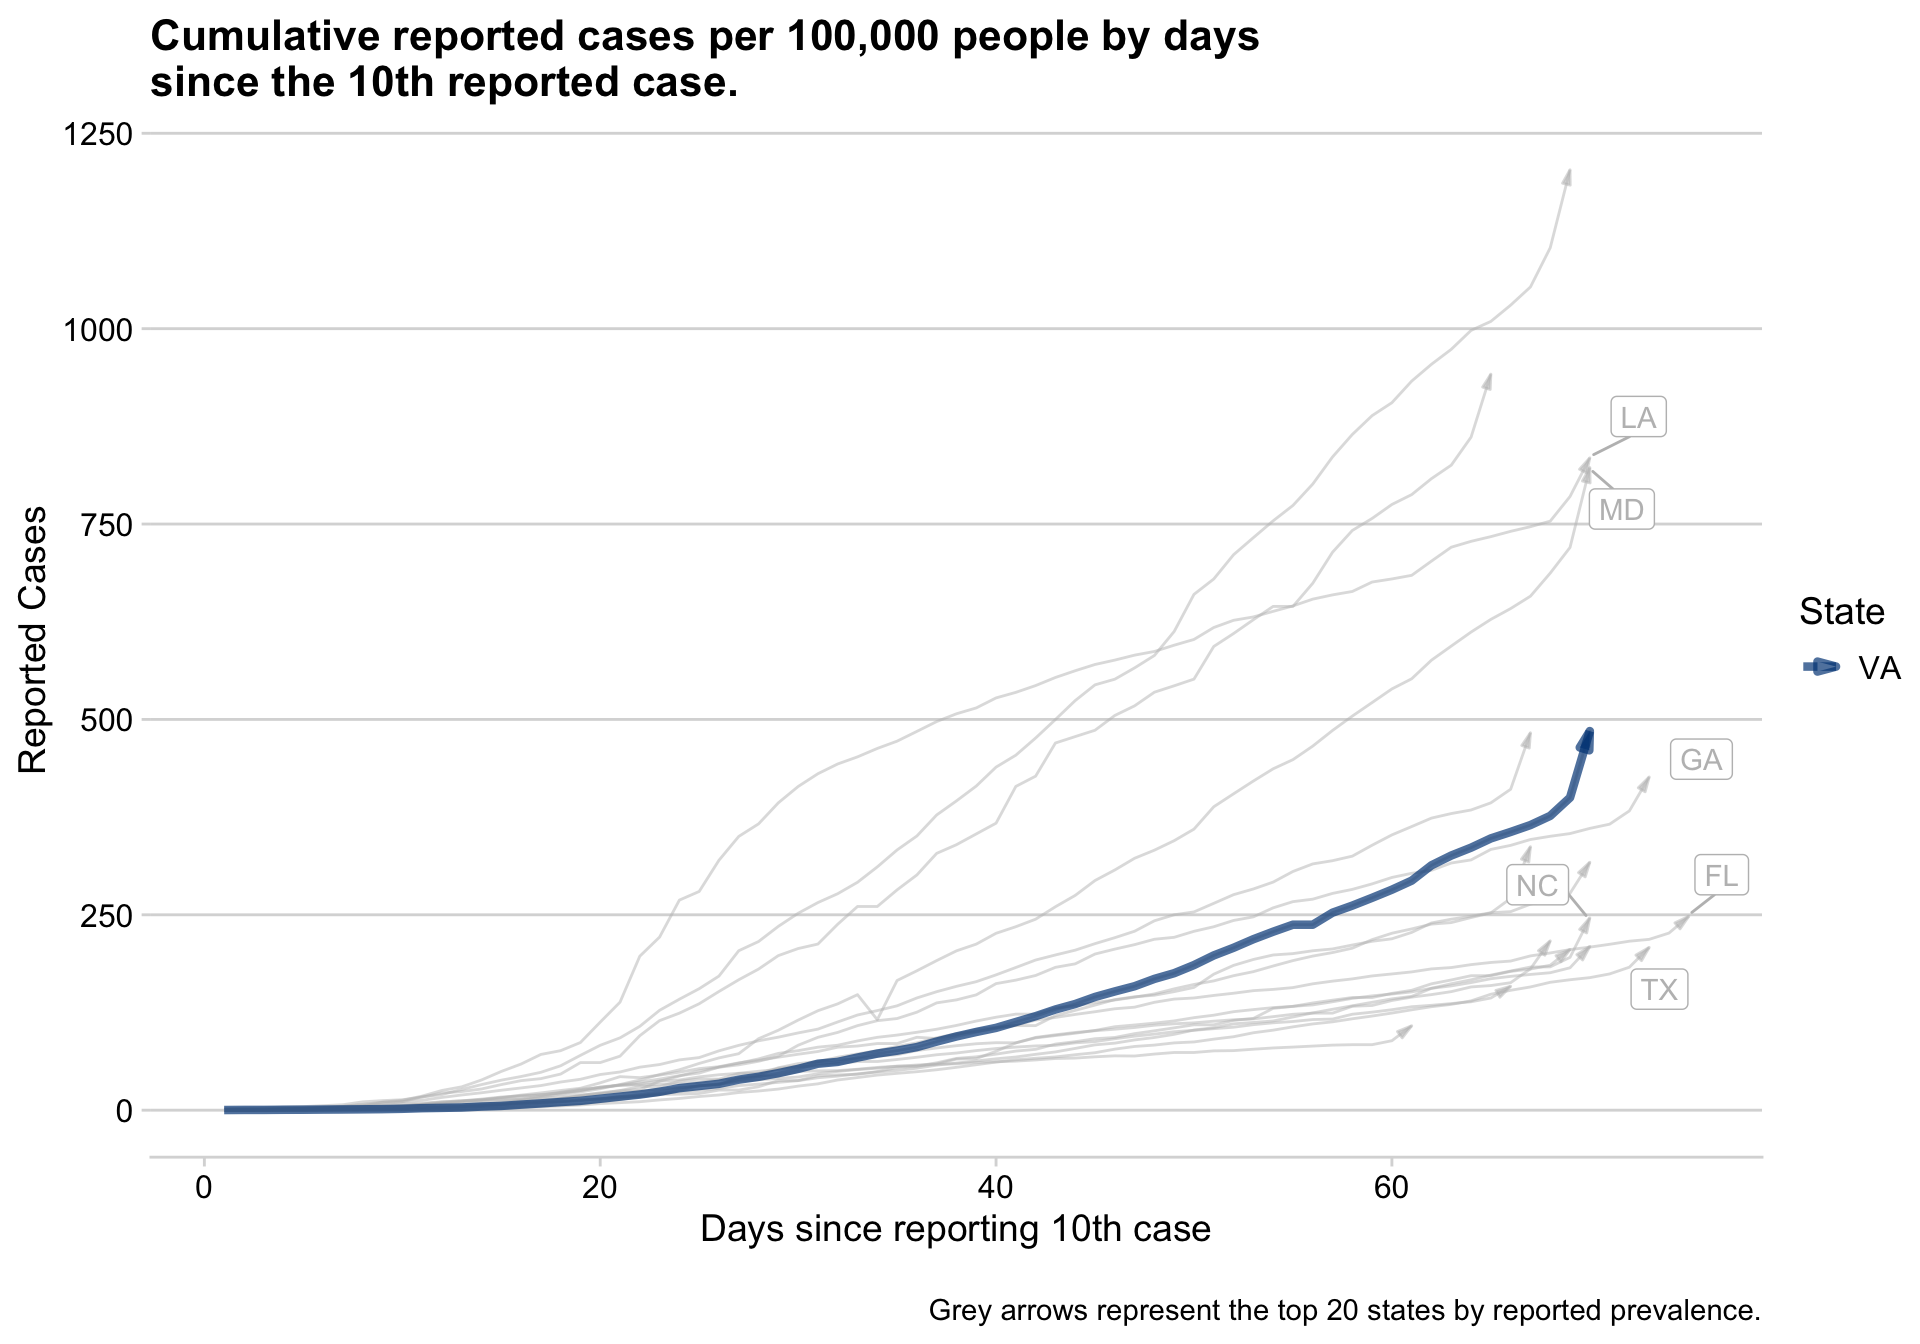 Cumulative reported cases per 100,000 people by days
since the 10th reported case.
1250
1000
750
500
250
0
Reported Cases
LA
MD
GA
NC
FL
TX
State
VA
0 20 40 60
Days since reporting 10th case
Grey arrows represent the top 20 states by reported prevalence.